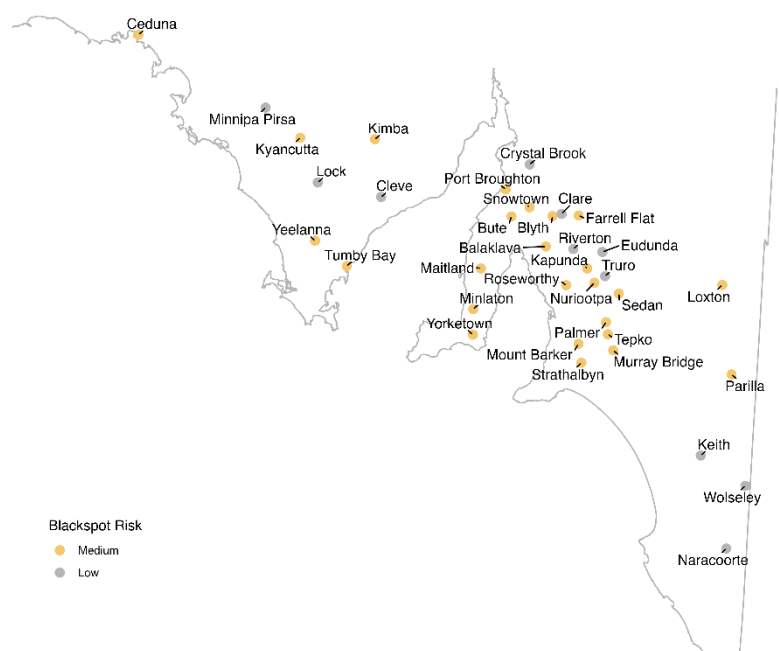 Ceduna
Minnipa Pirsa
Kimba
Kyancutta
Crystal Brook
Lock
Port Broughton
Cleve
Snowtown
Clare
Farrell Flat
Bute
Blyth
Yeelanna
Riverton
Eudunda
Balaklava
Tumby Bay
Kapunda
Truro
Maitland
Roseworthy
Nuriootpa
Loxton
Minlaton
Sedan
Yorketown
Palmer
Tepko
Mount Barker
Murray Bridge
Strathalbyn
Parilla
Keith
Wolseley
Blackspot Risk
Medium
Naracoorte
Low